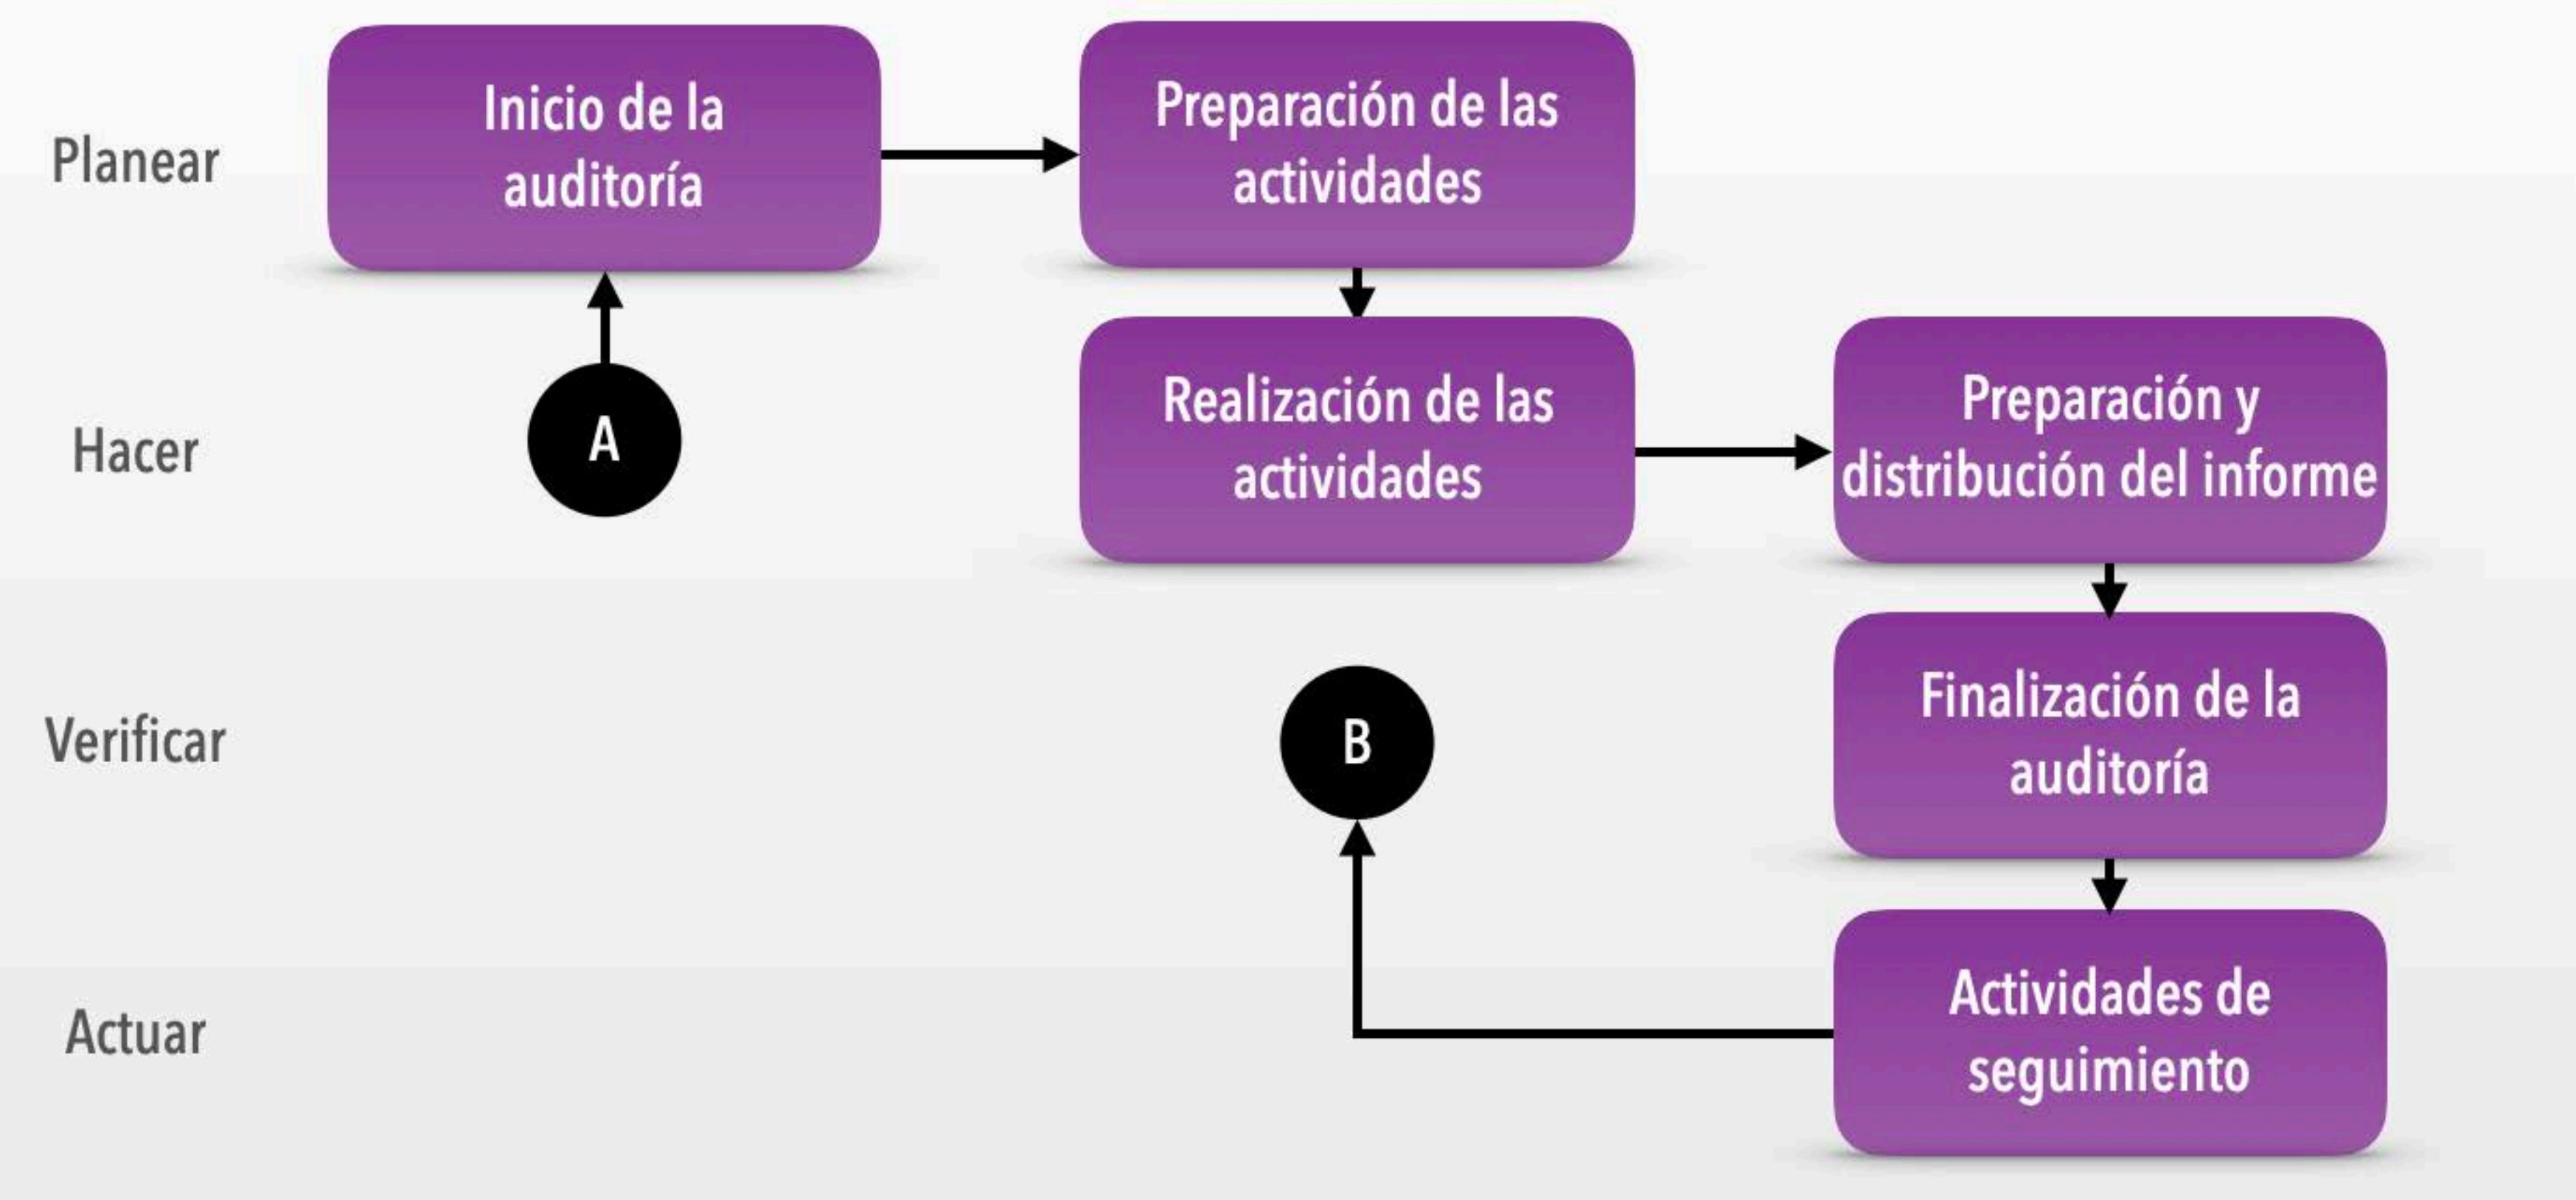 Planear
Inicio de la
auditoría
Preparación de las
actividades
Hacer
A
Realización de las
actividades
Preparación y
distribución del informe
Verificar
B
Finalización de la
auditoría
Actuar
Actividades de
seguimiento